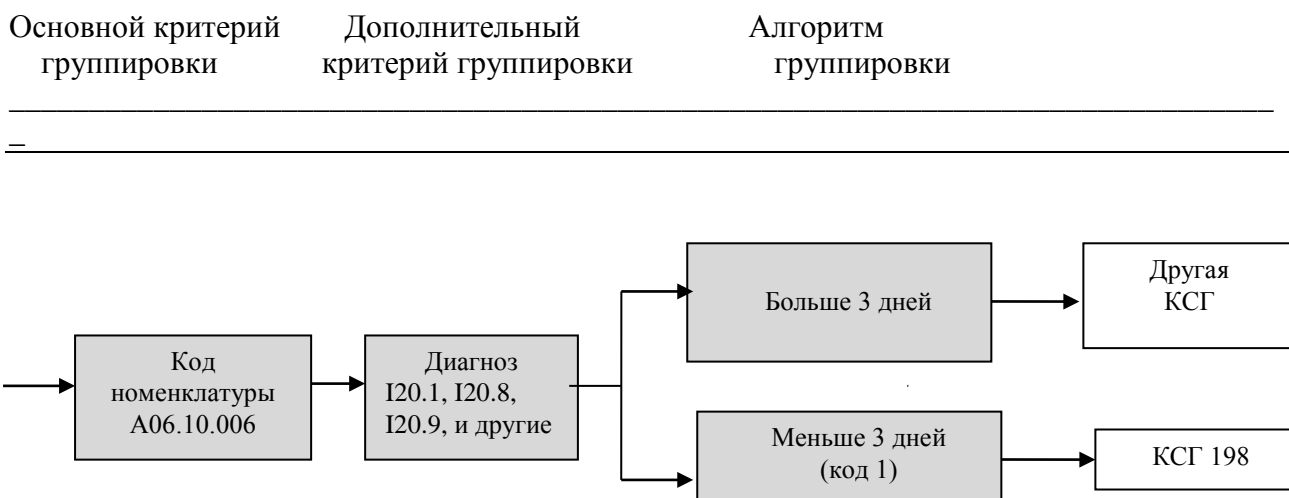 Основной критерий Дополнительный Алгоритм
группировки критерий группировки группировки
Код
номенклатуры
A06.10.006
Диагноз
I20.1, I20.8,
I20.9, и другие
Больше 3 дней
Другая
КСГ
Меньше 3 дней
(код 1)
КСГ 198